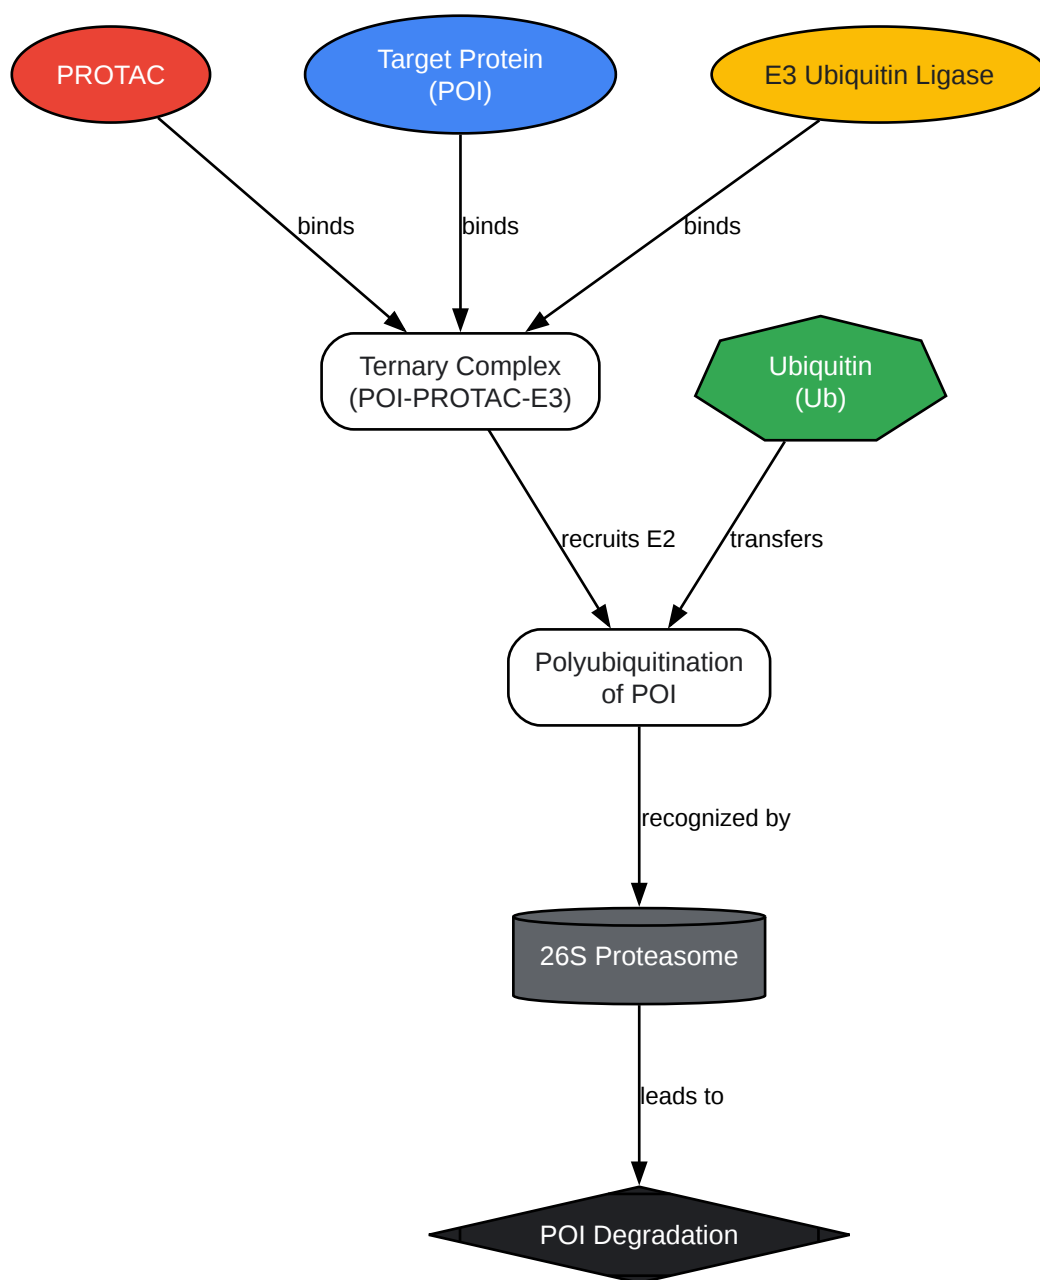 PROTAC
Target Protein
(POI)
E3 Ubiquitin Ligase
binds
binds
binds
Ternary Complex
(POI-PROTAC-E3)
Ubiquitin
(Ub)
recruits E2
transfers
Polyubiquitination
of POI
recognized by
26S Proteasome
leads to
POI Degradation